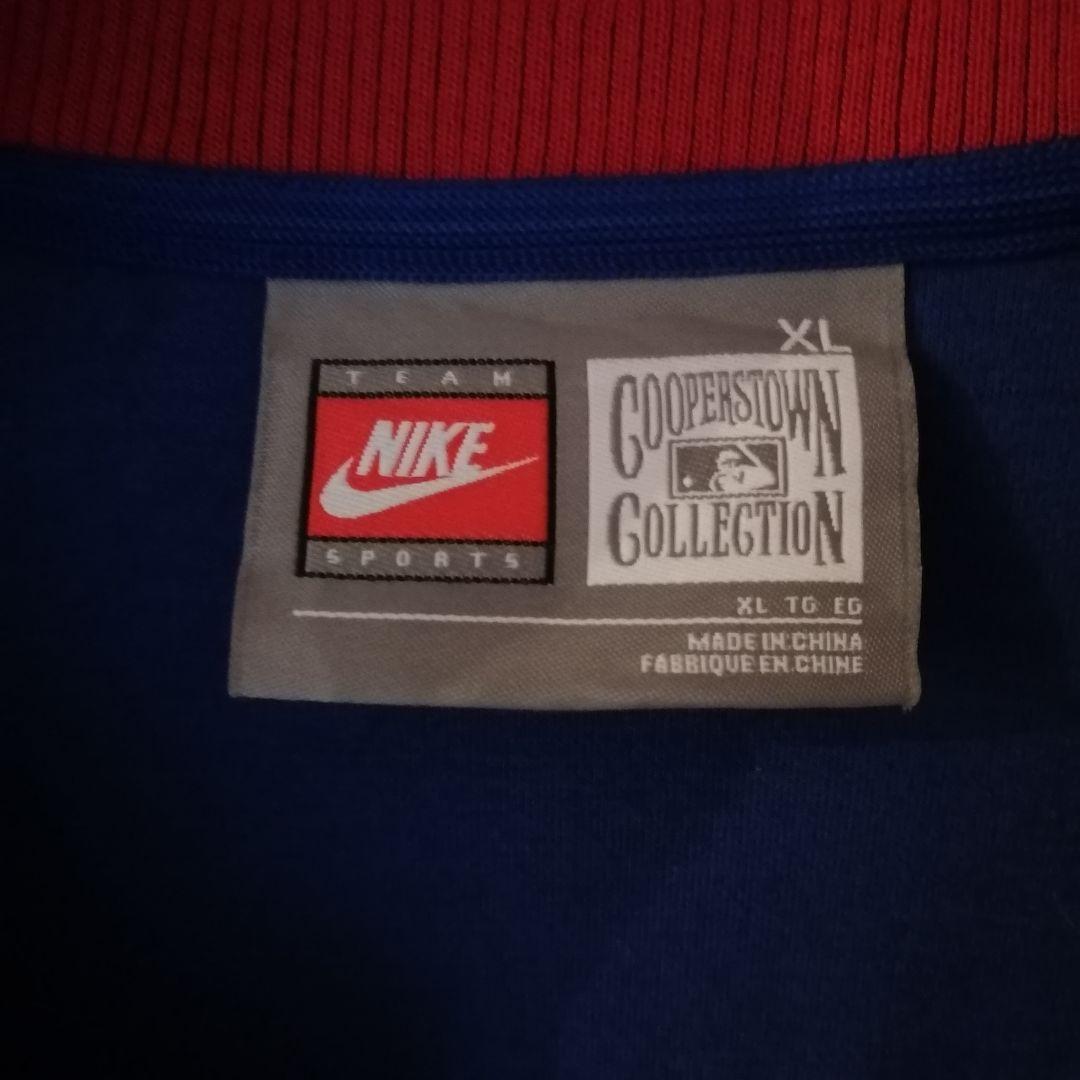 XL
TEAM
NIKE
SPORTS
COOPERSTOWN
COLLECTION
XL TG EG
MADE IN CHINA
FABRIQUE EN CHINE